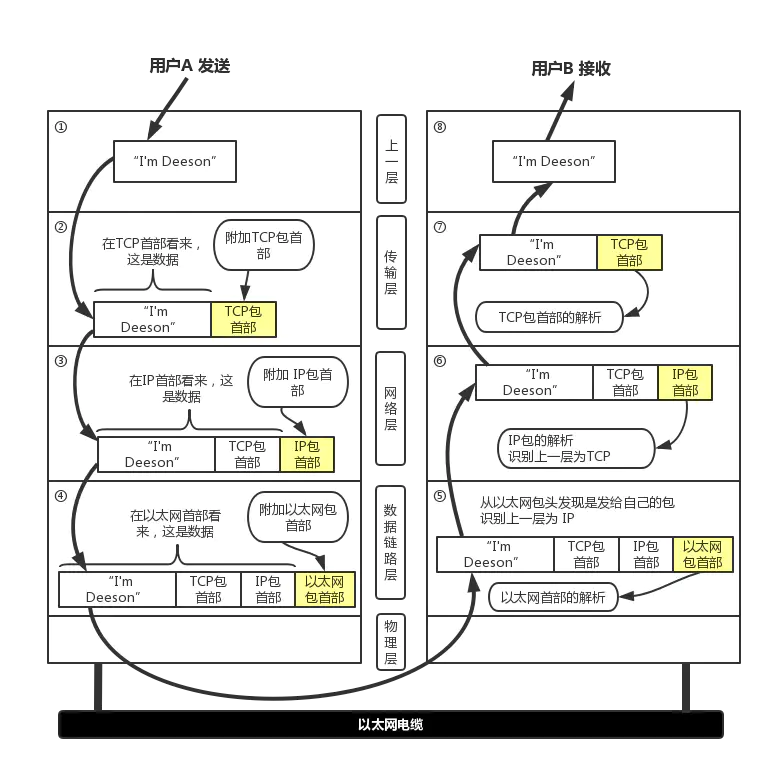 用户A 发送
①
“I'm Deeson”
②
在TCP首部看来，
这是数据
附加TCP包首
部
“I'm
Deeson”
TCP包
首部
③
在IP首部看来，这
是数据
附加 IP包首
部
“I'm
Deeson”
TCP包
首部
IP包
首部
④
在以太网首部看
来，这是数据
附加以太网包
首部
“I'm
Deeson”
TCP包
首部
IP包
首部
以太网
包首部
上
一
层
传
输
层
网
络
层
数
据
链
路
层
物
理
层
用户B 接收
⑧
“I'm Deeson”
⑦
“I'm
Deeson”
TCP包
首部
TCP包首部的解析
⑥
“I'm
Deeson”
TCP包
首部
IP包
首部
IP包的解析
识别上一层为TCP
⑤
从以太网包头发现是发给自己的包
识别上一层为 IP
“I'm
Deeson”
TCP包
首部
IP包
首部
以太网
包首部
以太网首部的解析
以太网电缆